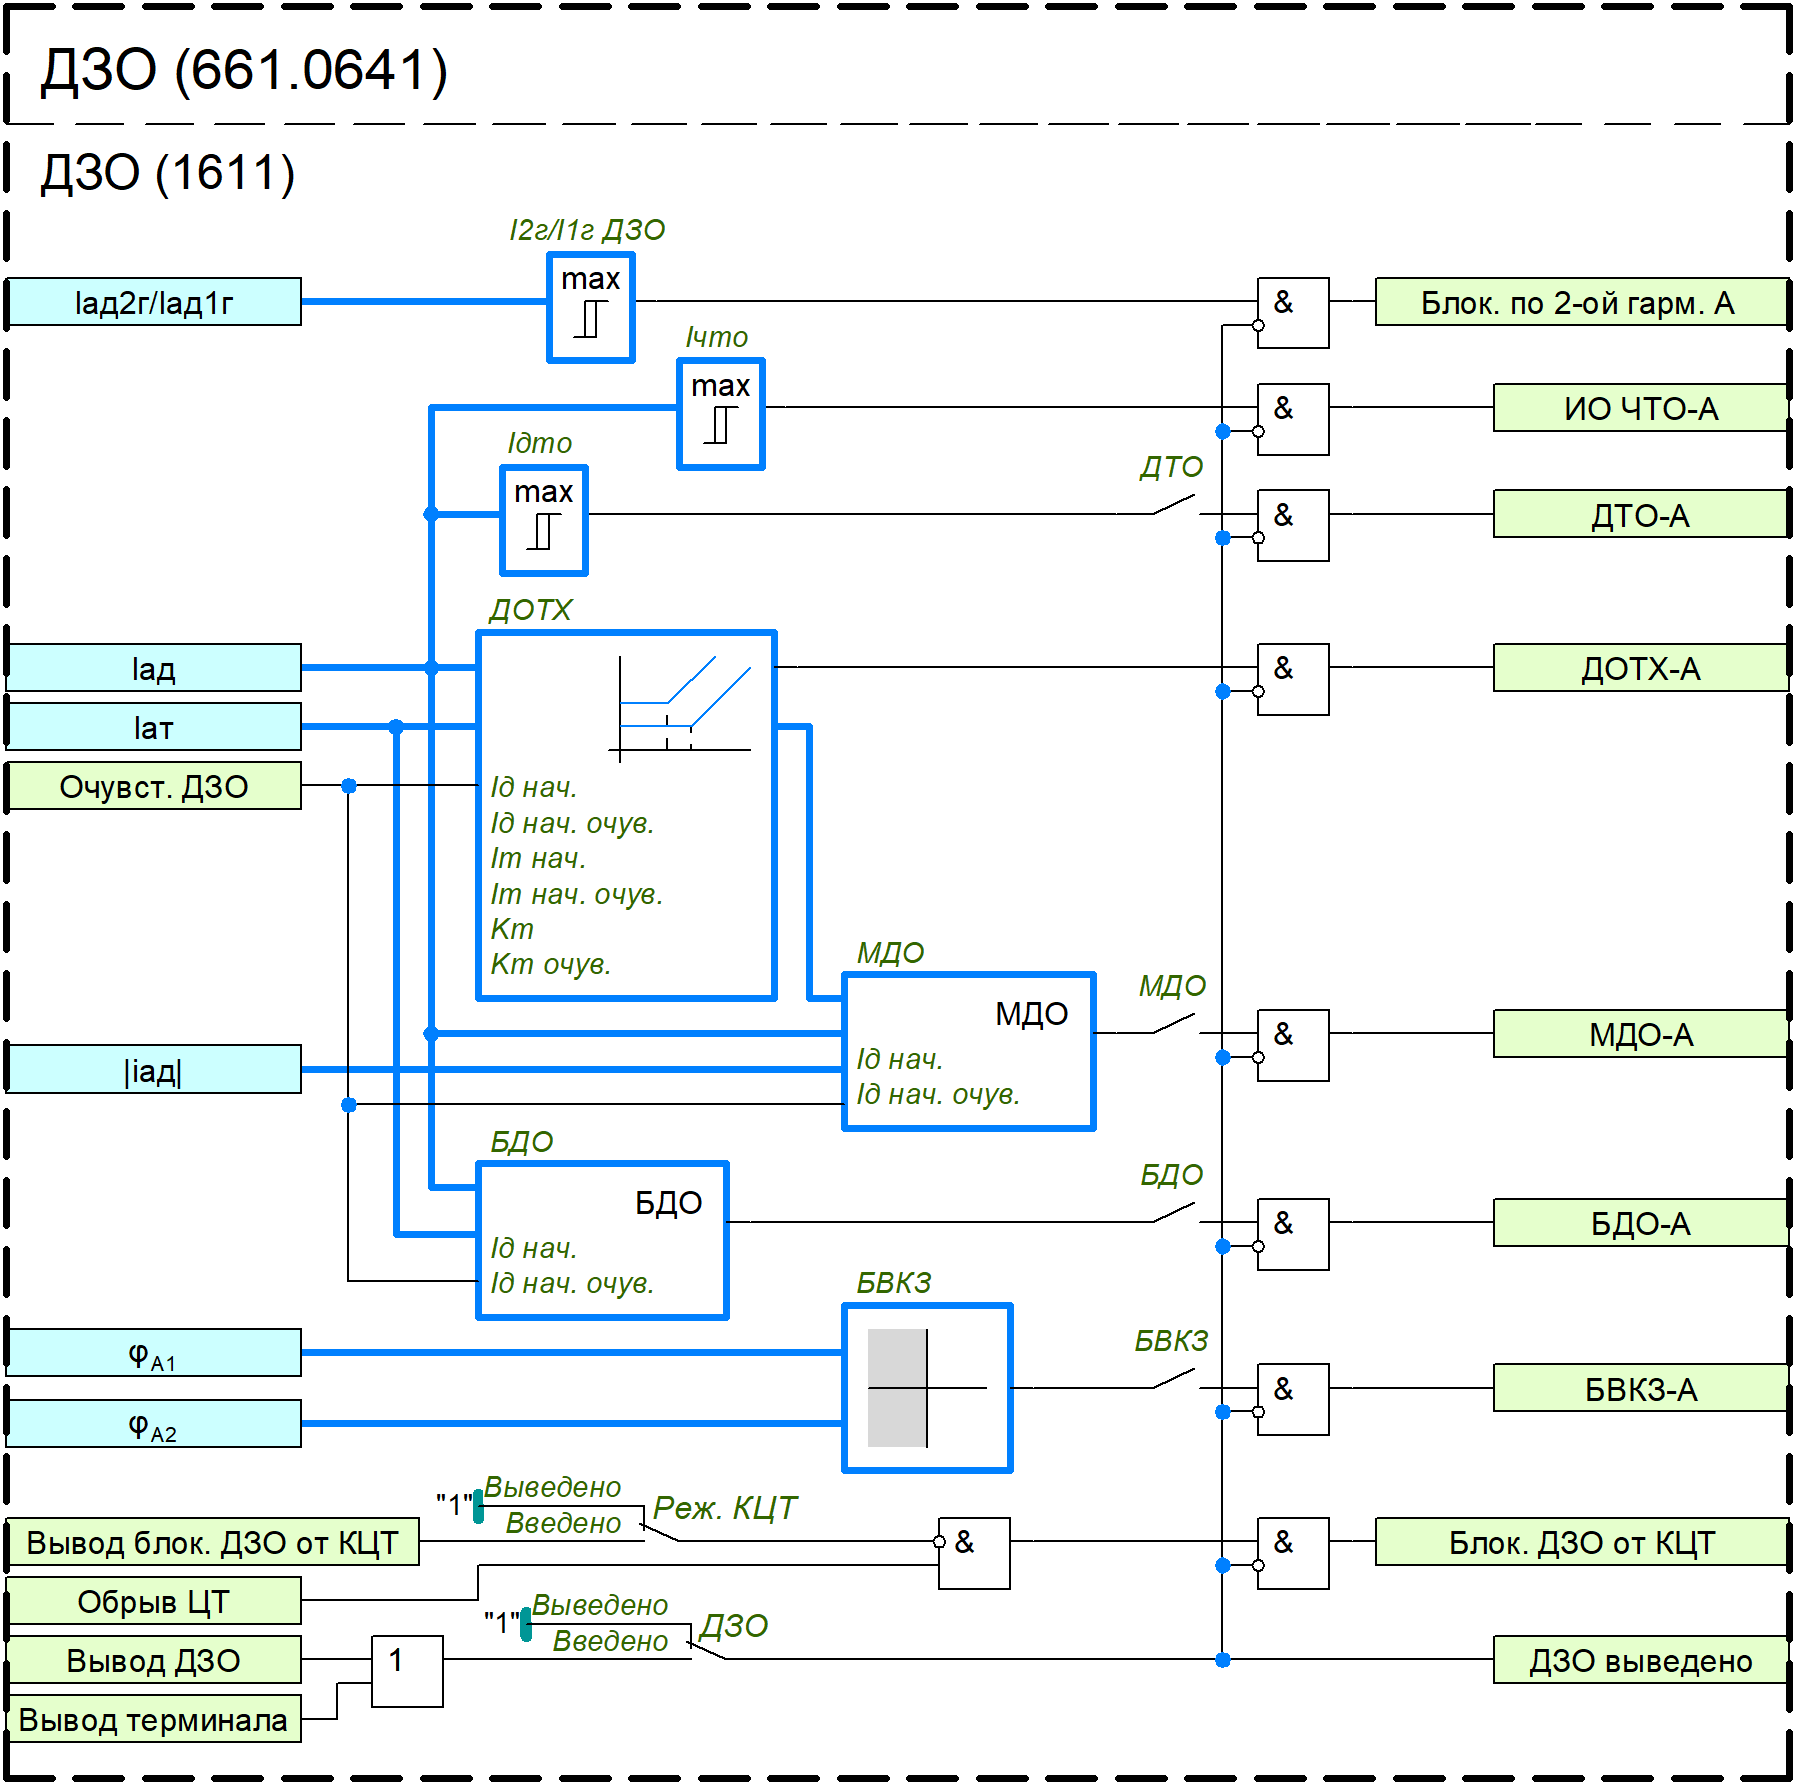 ДЗО (661.0641)
ДЗО (1611)
I2г/I1г ДЗО
Iад2г/Iад1г
max
&
Блок. по 2-ой гарм. А
Iчто
max
&
ИО ЧТО-А
Iдто
max
ДТО
&
ДТО-А
ДОТХ
Iад
&
ДОТХ-А
Iат
Очувст. ДЗО
Iд нач.
Iд нач. очув.
Iт нач.
Iт нач. очув.
Кт
Кт очув.
МДО
МДО
МДО
&
МДО-А
|iад|
Iд нач.
Iд нач. очув.
БДО
БДО
БДО
&
БДО-А
Iд нач.
Iд нач. очув.
БВКЗ
φА1
БВКЗ
&
БВКЗ-А
φА2
"1"
Выведено
Введено
Реж. КЦТ
Вывод блок. ДЗО от КЦТ
&
&
Блок. ДЗО от КЦТ
Обрыв ЦТ
"1"
Выведено
Введено
ДЗО
Вывод ДЗО
1
ДЗО выведено
Вывод терминала